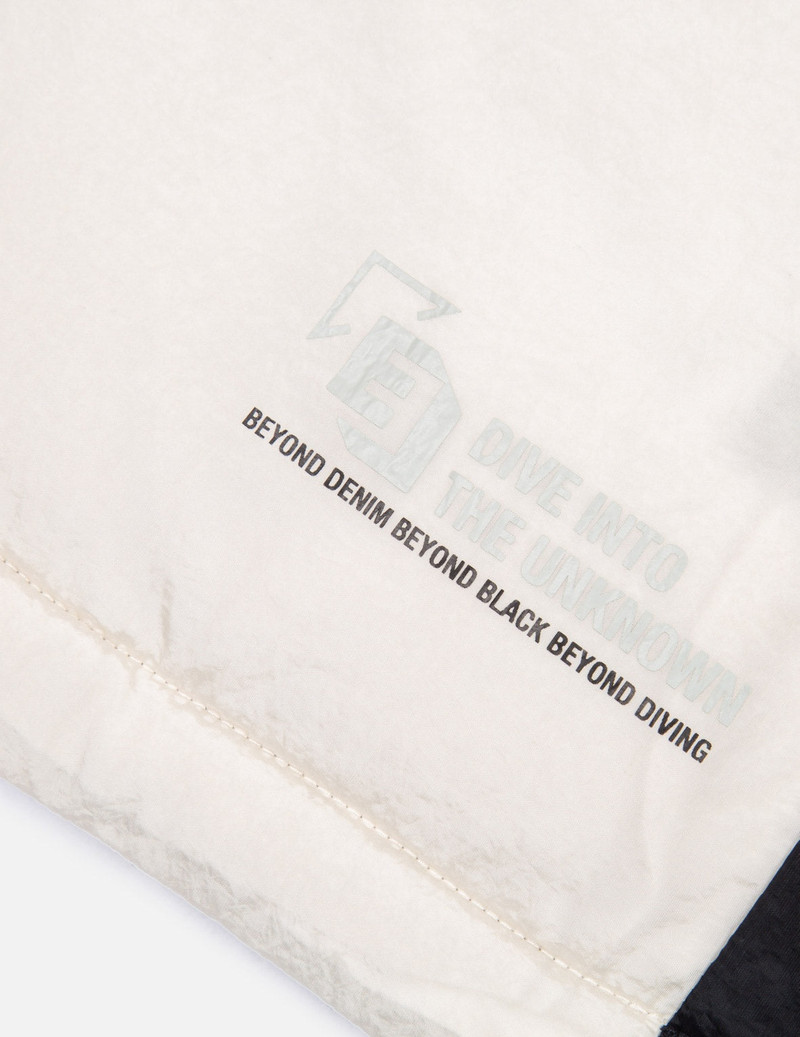 E
DIVE INTO
THE UNKNOWN
BEYOND DENIM BEYOND BLACK BEYOND DIVING